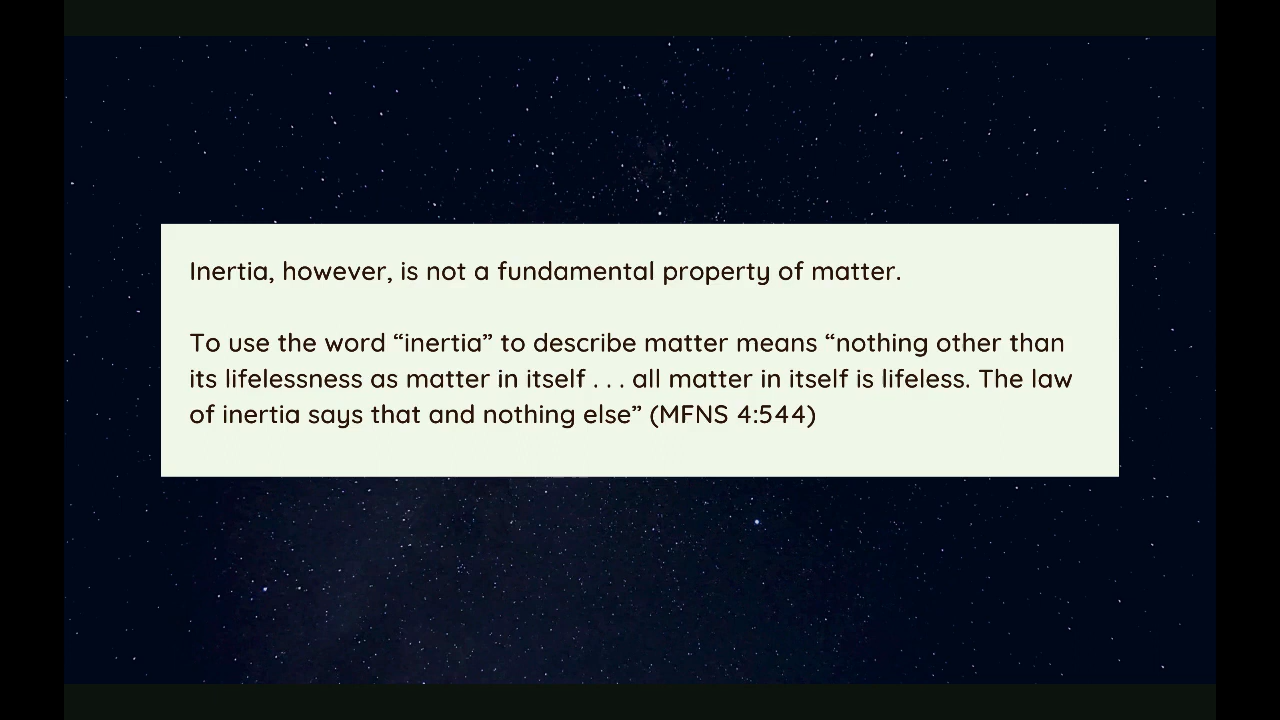 Inertia, however, is not a fundamental property of matter.
To use the word “inertia” to describe matter means “nothing other than
its lifelessness as matter in itself . . . all matter in itself is lifeless. The law
of inertia says that and nothing else” (MFNS 4:544)